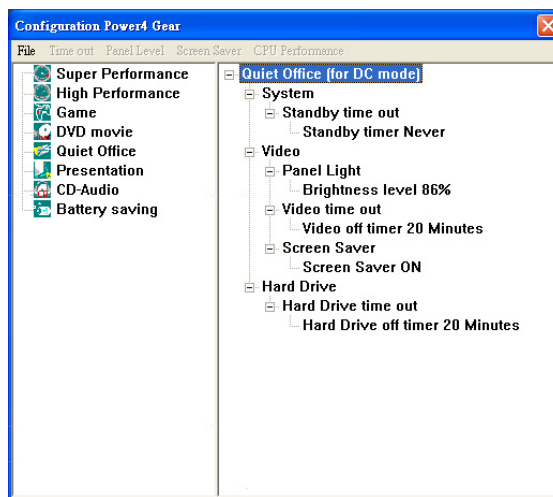 Configuration Power4 Gear
File Time out Panel Level Screen Saver CPU Performance
Super Performance
High Performance
Game
DVD movie
Quiet Office
Presentation
CD-Audio
Battery saving
Quiet Office (for DC mode)
System
Standby time out
Standby timer Never
Video
Panel Light
Brightness level 86%
Video time out
Video off timer 20 Minutes
Screen Saver
Screen Saver ON
Hard Drive
Hard Drive time out
Hard Drive off timer 20 Minutes